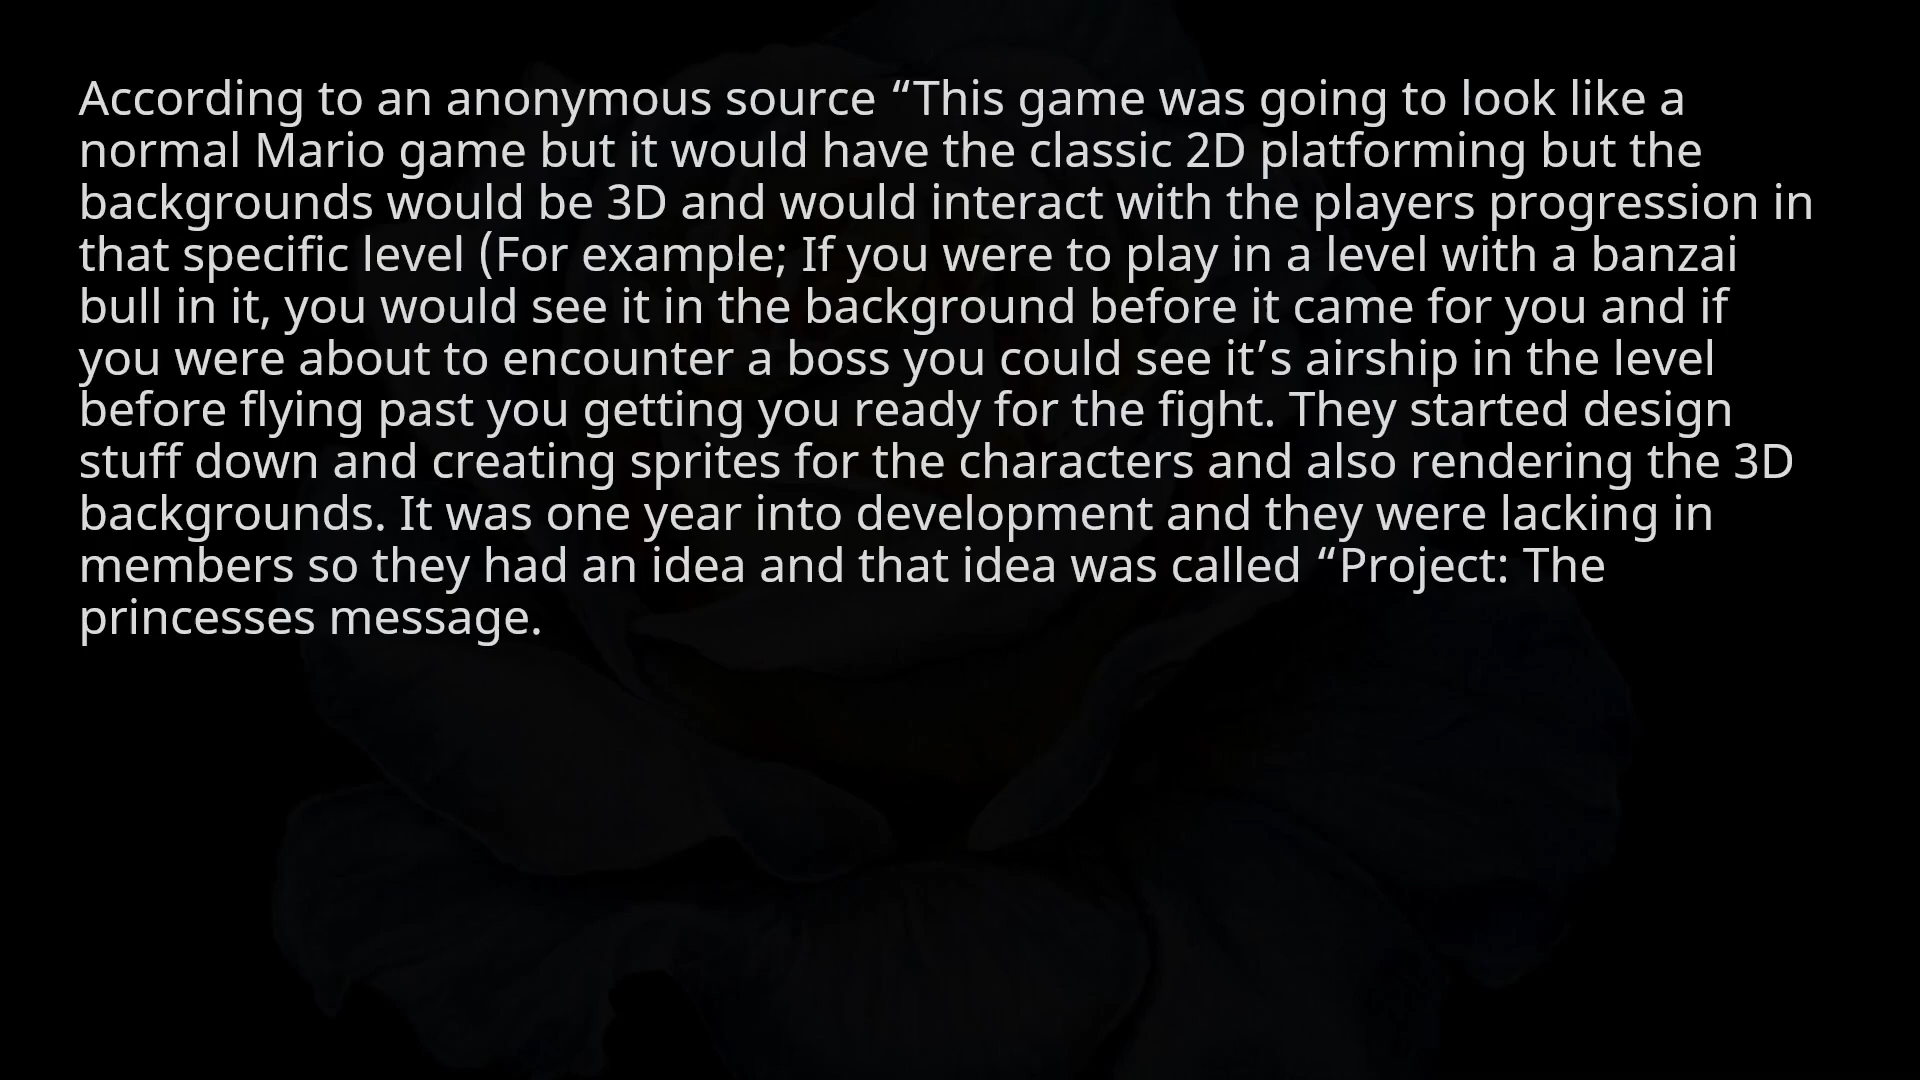 According to an anonymous source “This game was going to look like a
normal Mario game but it would have the classic 2D platforming but the
backgrounds would be 3D and would interact with the players progression in
that specific level (For example; If you were to play in a level with a banzai
bull in it, you would see it in the background before it came for you and if
you were about to encounter a boss you could see it’s airship in the level
before flying past you getting you ready for the fight. They started design
stuff down and creating sprites for the characters and also rendering the 3D
backgrounds. It was one year into development and they were lacking in
members so they had an idea and that idea was called “Project: The
princesses message.